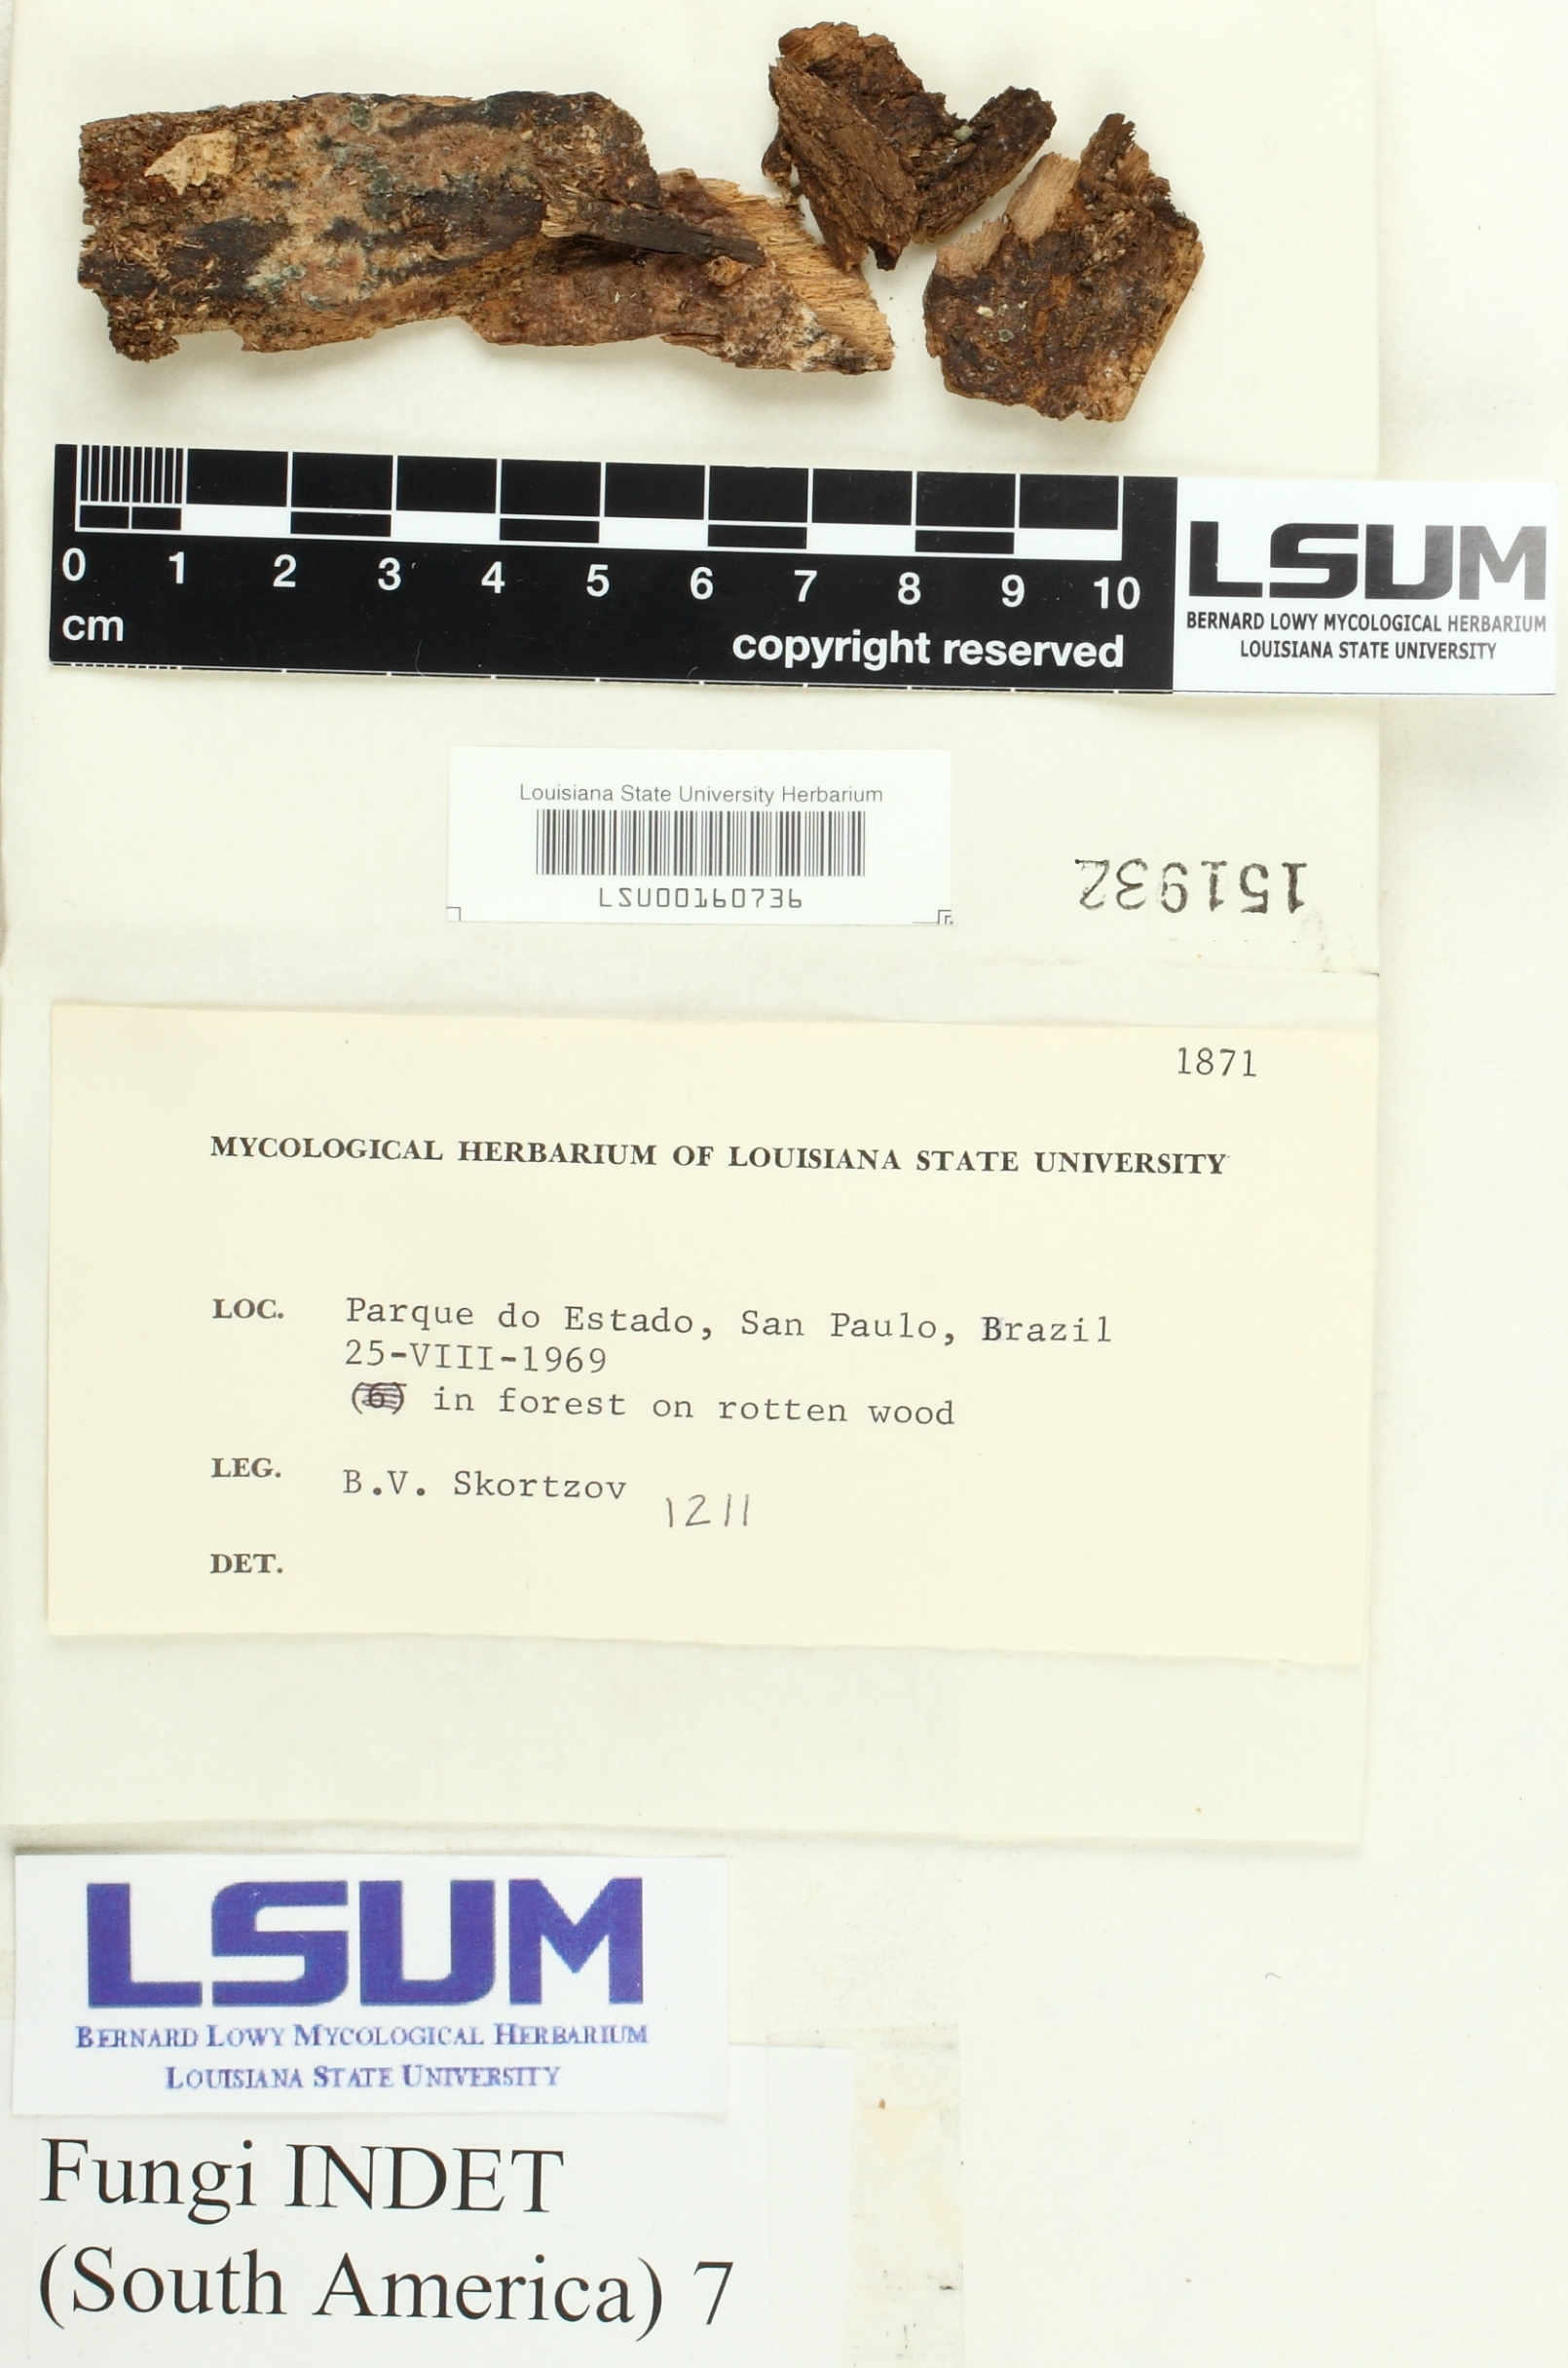 0 1 2 3 4 5 6 7 8 9 10
cm
copyright reserved
LSUM
BERNARD LOWY MYCOLOGICAL HERBARIUM
LOUISIANA STATE UNIVERSITY
Louisiana State University Herbarium
LSU00160736
151932
1871
MYCOLOGICAL HERBARIUM OF LOUISIANA STATE UNIVERSITY
LOC. Parque do Estado, San Paulo, Brazil
25-VIII-1969
(6) in forest on rotten wood
LEG. B.V. Skortzov 1211
DET.
LSUM
BERNARD LOWY MYCOLOGICAL HERBARIUM
LOUISIANA STATE UNIVERSITY
Fungi INDET
(South America) 7